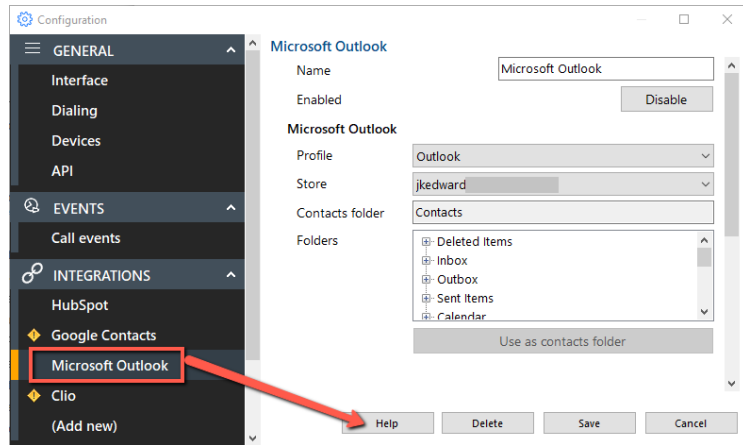 Configuration
GENERAL
Interface
Dialing
Devices
API
EVENTS
Call events
INTEGRATIONS
HubSpot
Google Contacts
Microsoft Outlook
Clio
(Add new)
Microsoft Outlook
Name Microsoft Outlook
Enabled Disable
Microsoft Outlook
Profile Outlook
Store jkedward
Contacts folder Contacts
Folders Deleted Items
Inbox
Outbox
Sent Items
Calendar
Use as contacts folder
Help Delete Save Cancel